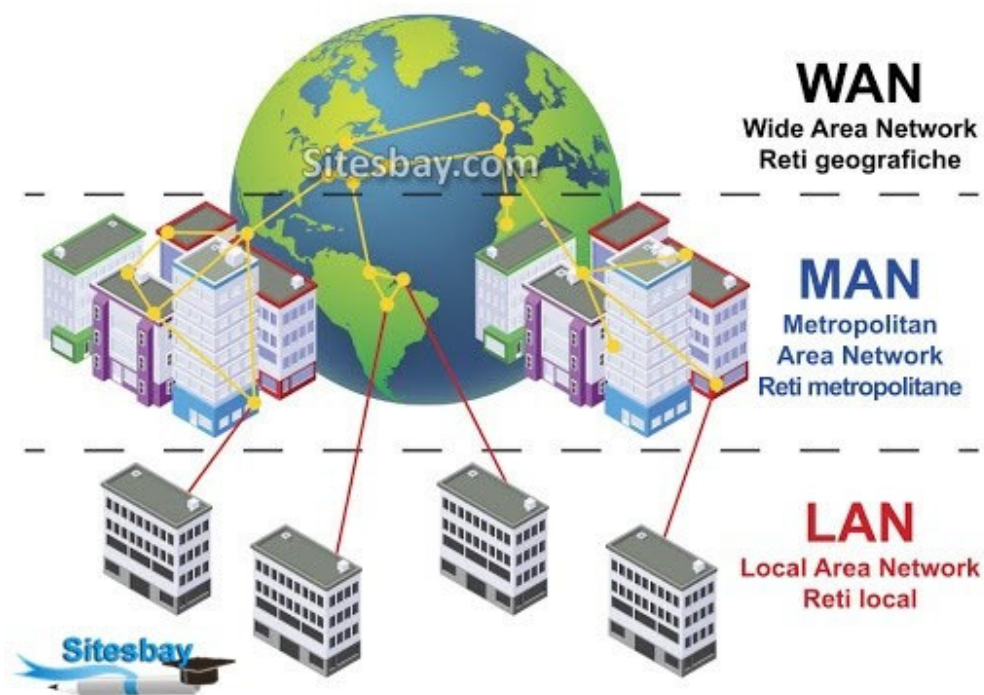 WAN
Wide Area Network
Reti geografiche
Sitesbay.com
MAN
Metropolitan
Area Network
Reti metropolitane
LAN
Local Area Network
Reti local
Sitesbay